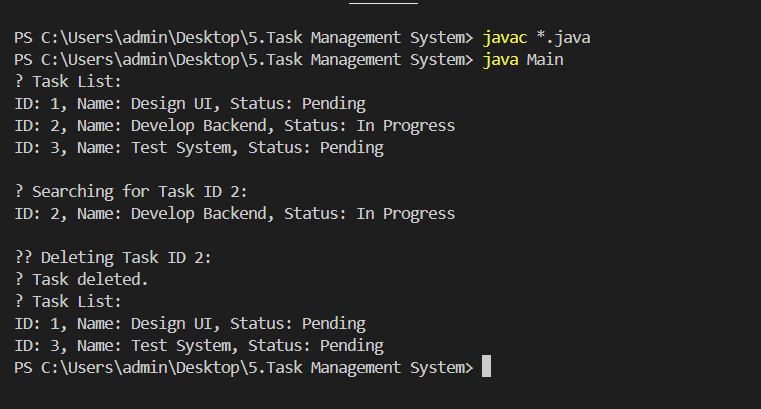 PS C:\Users\admin\Desktop\5.Task Management System> javac *.java
PS C:\Users\admin\Desktop\5.Task Management System> java Main
? Task List:
ID: 1, Name: Design UI, Status: Pending
ID: 2, Name: Develop Backend, Status: In Progress
ID: 3, Name: Test System, Status: Pending
? Searching for Task ID 2:
ID: 2, Name: Develop Backend, Status: In Progress
?? Deleting Task ID 2:
? Task deleted.
? Task List:
ID: 1, Name: Design UI, Status: Pending
ID: 3, Name: Test System, Status: Pending
PS C:\Users\admin\Desktop\5.Task Management System>